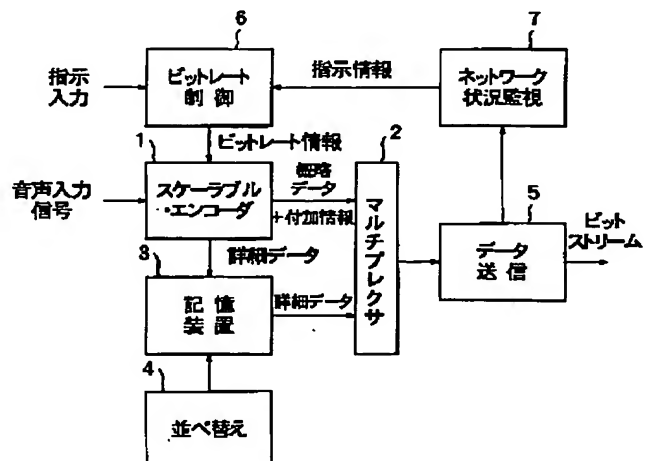 6
7
指示
入力
ビットレート
制御
指示情報
ネットワーク
状況監視
ビットレート情報
1
2
音声入力
信号
スケーラブル
・エンコーダ
概略
データ
+付加情報
マルチプレクサ
5
データ
送信
ビット
ストリーム
3
詳細データ
記憶
装置
詳細データ
4
並べ替え